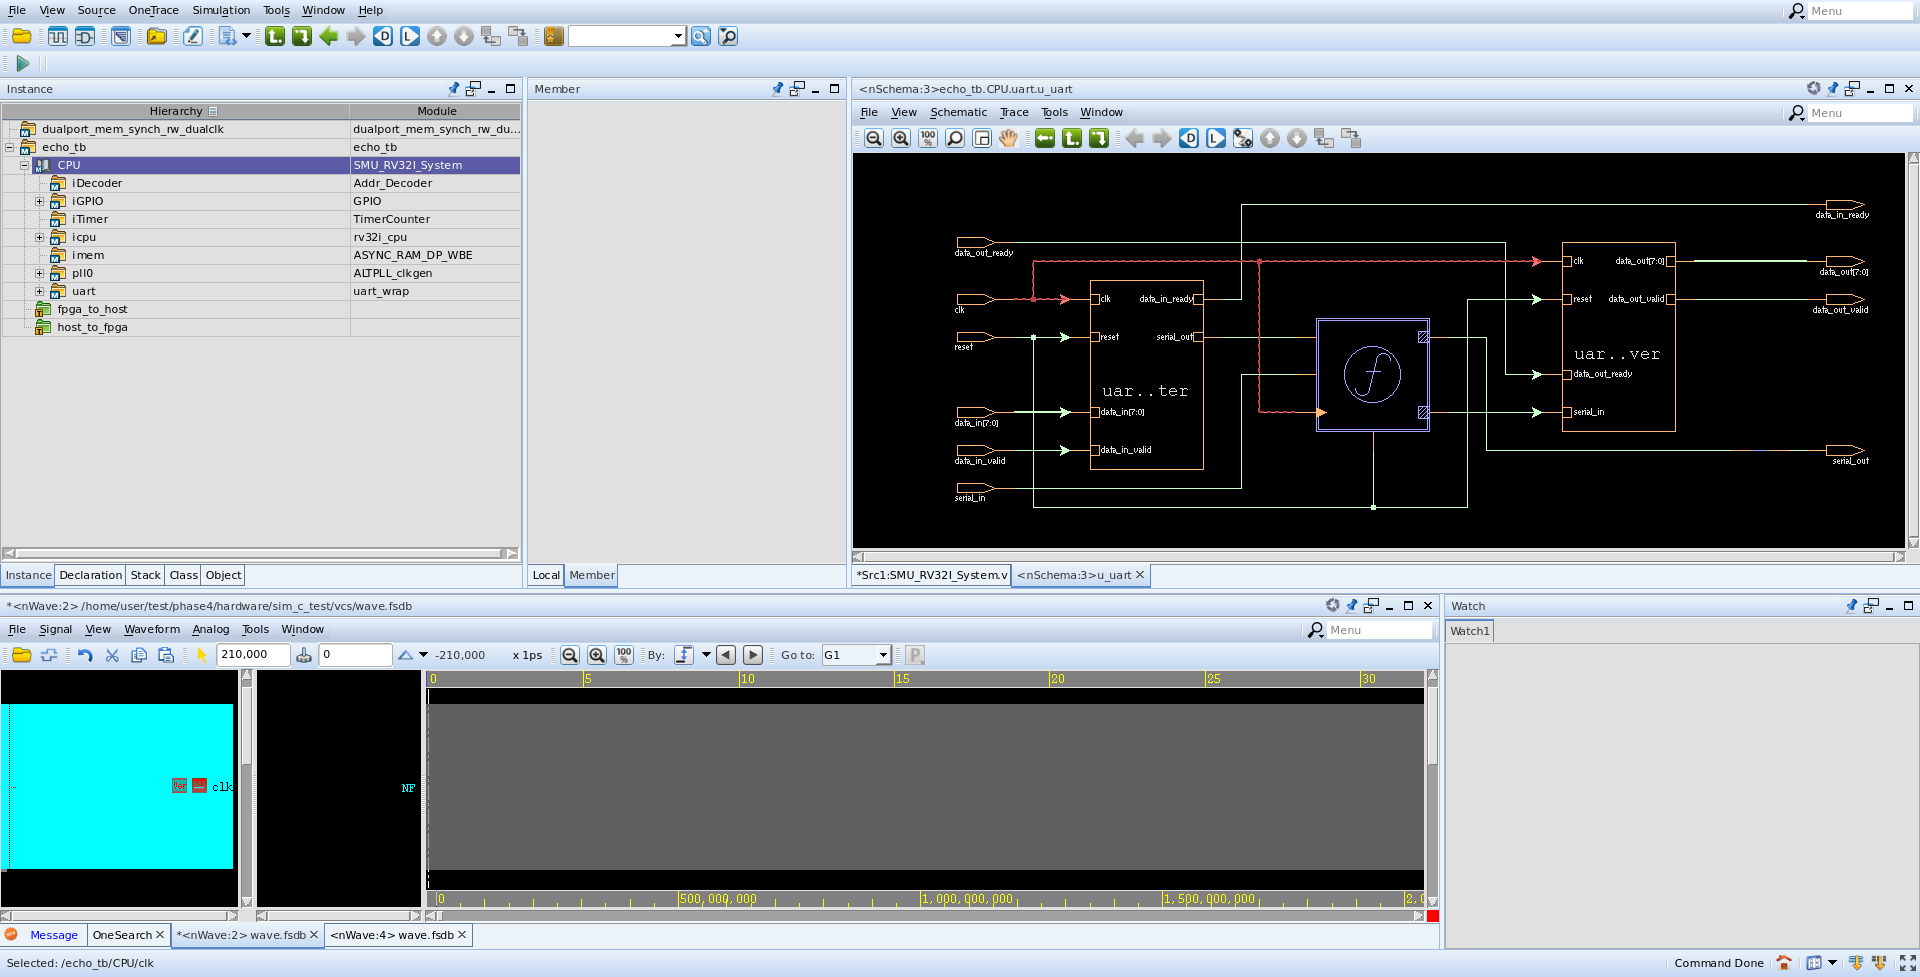 File View Source OneTrace Simulation Tools Window Help
Menu
Instance
Hierarchy Module
dualport_mem_synch_rw_dualclk dualport_mem_synch_rw_du...
echo_tb echo_tb
CPU SMU_RV32I_System
iDecoder Addr_Decoder
iGPIO GPIO
iTimer TimerCounter
icpu rv32i_cpu
imem ASYNC_RAM_DP_WBE
pll0 ALTPLL_clkgen
uart uart_wrap
fpga_to_host
host_to_fpga
Instance Declaration Stack Class Object
Member
Local Member
<nSchema:3>echo_tb.CPU.uart.u_uart
File View Schematic Trace Tools Window
Menu
100 %
data_in_ready
data_out_ready
clk data_out[7:0]
data_out[7:0]
clk data_in_ready
reset data_out_valid
clk
data_out_valid
reset serial_out
reset
uar..ver
data_out_ready
uar..ter
data_in[7:0]
serial_in
data_in[7:0]
data_in_valid
data_in_valid
serial_out
serial_in
f
*Src1:SMU_RV32I_System.v <nSchema:3>u_uart
*<nWave:2> /home/user/test/phase4/hardware/sim_c_test/vcs/wave.fsdb
File Signal View Waveform Analog Tools Window
Menu
210,000 0 -210,000 x 1ps 100 % By: Go to: G1 P
0 5 10 15 20 25 30
clk NF
0 500,000,000 1,000,000,000 1,500,000,000 2,0
Message OneSearch *<nWave:2> wave.fsdb <nWave:4> wave.fsdb
Watch
Watch1
Selected: /echo_tb/CPU/clk
Command Done